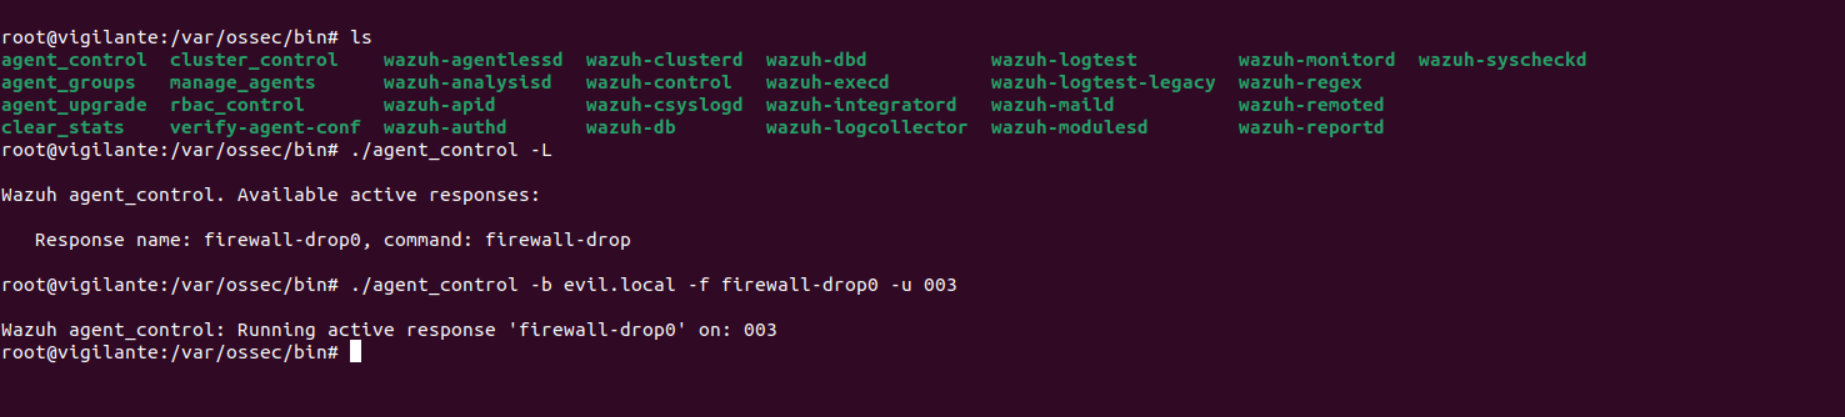 root@vigilante:/var/ossec/bin# ls
agent_control  cluster_control    wazuh-agentlessd  wazuh-clusterd  wazuh-dbd           wazuh-logtest         wazuh-monitord  wazuh-syscheckd
agent_groups   manage_agents      wazuh-analysisd   wazuh-control   wazuh-execd         wazuh-logtest-legacy  wazuh-regex
agent_upgrade  rbac_control       wazuh-apid        wazuh-csyslogd  wazuh-integratord   wazuh-maild           wazuh-remoted
clear_stats    verify-agent-conf  wazuh-authd       wazuh-db        wazuh-logcollector  wazuh-modulesd        wazuh-reportd
root@vigilante:/var/ossec/bin# ./agent_control -L
Wazuh agent_control. Available active responses:
   Response name: firewall-drop0, command: firewall-drop
root@vigilante:/var/ossec/bin# ./agent_control -b evil.local -f firewall-drop0 -u 003
Wazuh agent_control: Running active response 'firewall-drop0' on: 003
root@vigilante:/var/ossec/bin#